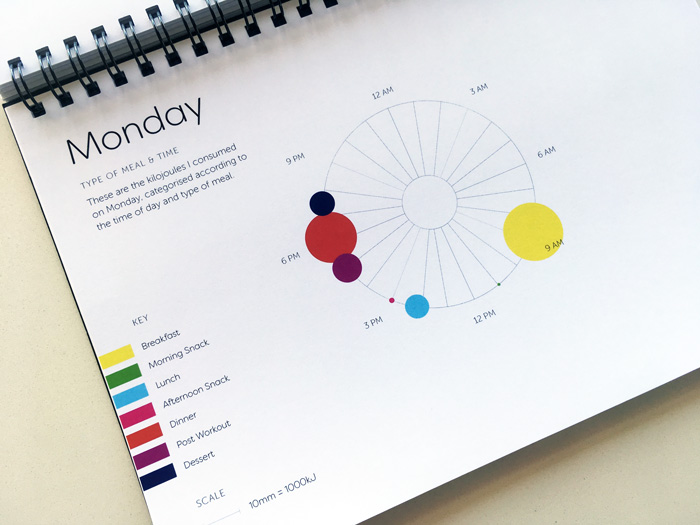 Monday
TYPE OF MEAL & TIME
These are the kilojoules I consumed
on Monday, categorised according to
the time of day and type of meal.
12 AM
3 AM
6 AM
9 AM
12 PM
3 PM
6 PM
9 PM
KEY
Breakfast
Morning Snack
Lunch
Afternoon Snack
Dinner
Post Workout
Dessert
SCALE
10mm = 1000kJ